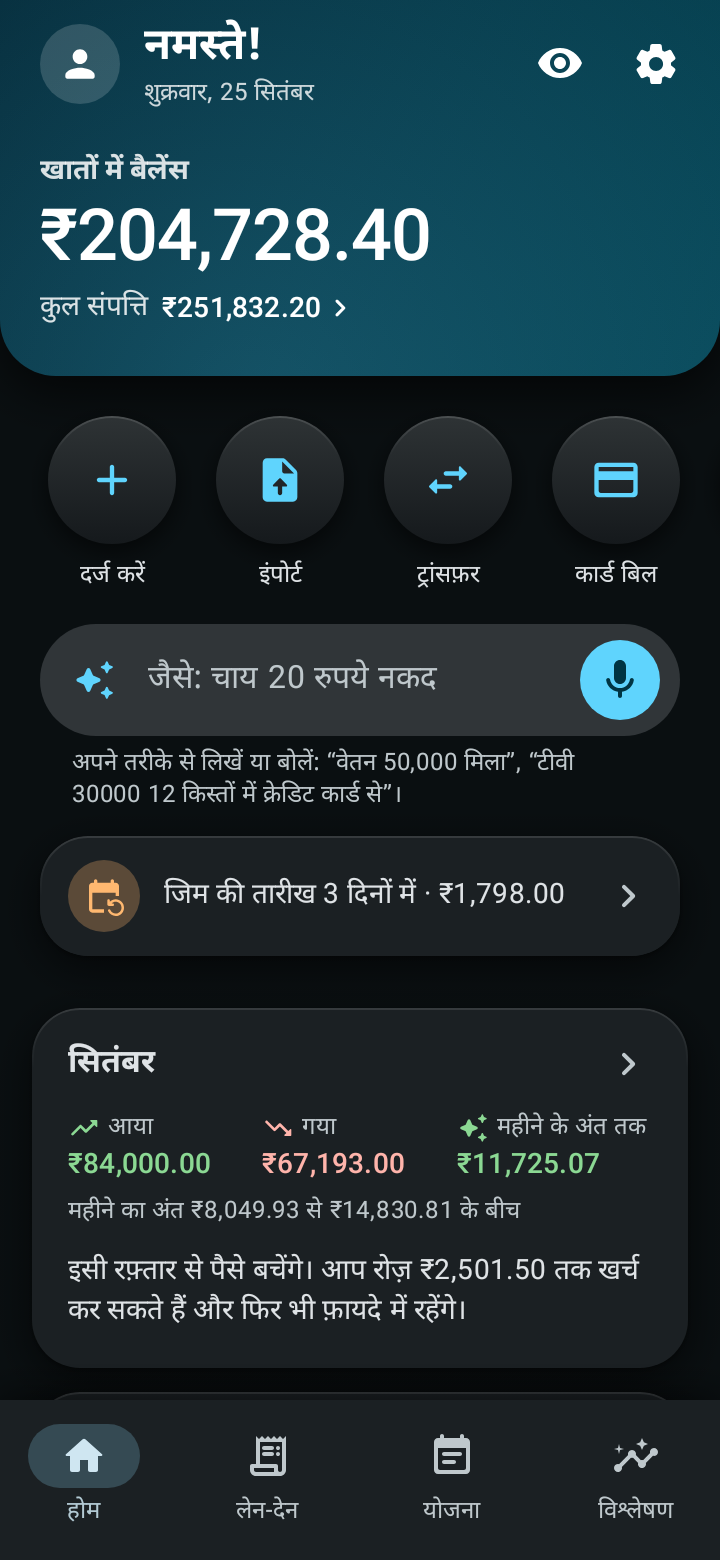 नमस्ते!
शुक्रवार, 25 सितंबर
खातों में बैलेंस
₹204,728.40
कुल संपत्ति ₹251,832.20
दर्ज करें
इंपोर्ट
ट्रांसफ़र
कार्ड बिल
जैसे: चाय 20 रुपये नकद
अपने तरीके से लिखें या बोलें: “वेतन 50,000 मिला”, “टीवी
30000 12 किस्तों में क्रेडिट कार्ड से”।
जिम की तारीख 3 दिनों में · ₹1,798.00
सितंबर
आया
₹84,000.00
गया
₹67,193.00
महीने के अंत तक
₹11,725.07
महीने का अंत ₹8,049.93 से ₹14,830.81 के बीच
इसी रफ़्तार से पैसे बचेंगे। आप रोज़ ₹2,501.50 तक खर्च
कर सकते हैं और फिर भी फ़ायदे में रहेंगे।
होम
लेन-देन
योजना
विश्लेषण